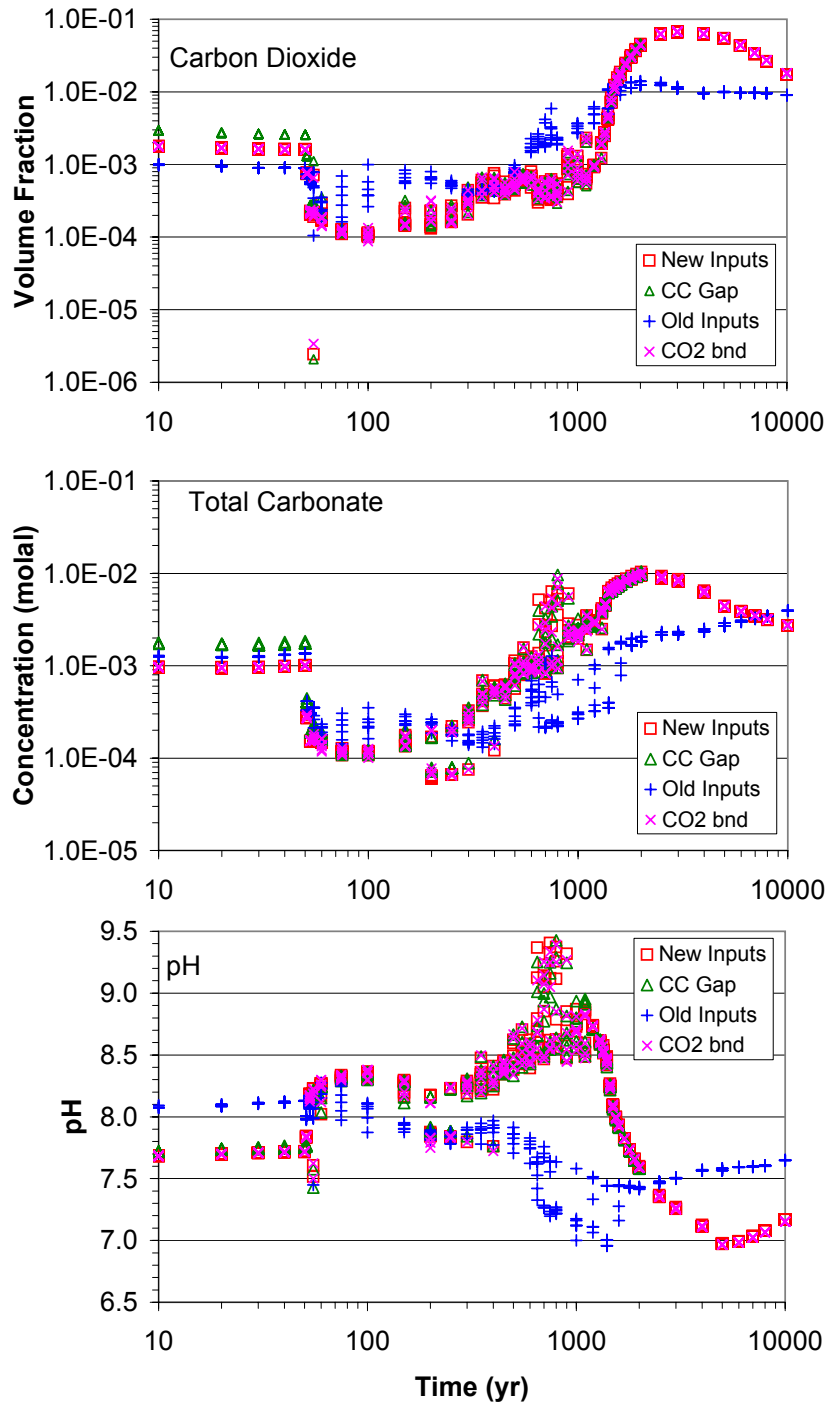 Carbon Dioxide
Volume Fraction
1.0E-01
1.0E-02
1.0E-03
1.0E-04
1.0E-05
1.0E-06
New Inputs
CC Gap
Old Inputs
CO2 bnd
10 100 1000 10000
Total Carbonate
Concentration (molal)
1.0E-01
1.0E-02
1.0E-03
1.0E-04
1.0E-05
New Inputs
CC Gap
Old Inputs
CO2 bnd
10 100 1000 10000
pH
pH
9.5
9.0
8.5
8.0
7.5
7.0
6.5
New Inputs
CC Gap
Old Inputs
CO2 bnd
10 100 1000 10000
Time (yr)